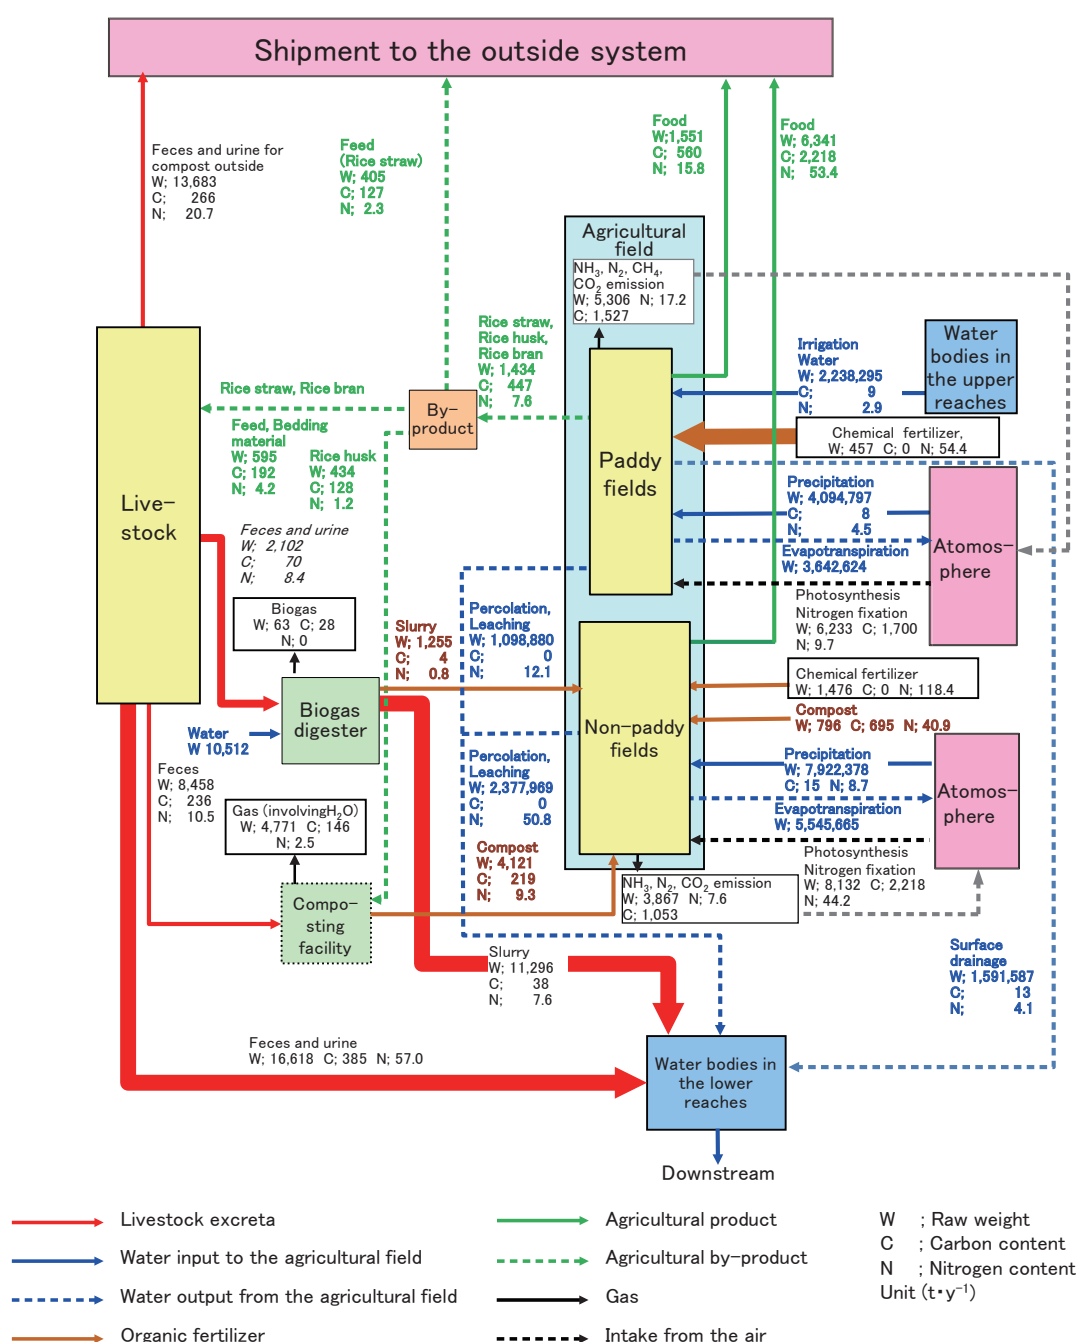 Shipment to the outside system
Feces and urine for
compost outside
W; 13,683
C; 266
N; 20.7
Feed
(Rice straw)
W; 405
C; 127
N; 2.3
Food
W;1,551
C; 560
N; 15.8
Food
W; 6,341
C; 2,218
N; 53.4
Agricultural
field
NH3, N2, CH4,
CO2 emission
W; 5,306 N; 17.2
C; 1,527
Rice straw,
Rice husk,
Rice bran
W; 1,434
C; 447
N; 7.6
Irrigation
Water
W; 2,238,295
C; 9
N; 2.9
Water
bodies in
the upper
reaches
Rice straw, Rice bran
By-
product
Feed, Bedding
material
W; 595
C; 192
N; 4.2
Rice husk
W; 434
C; 128
N; 1.2
Chemical fertilizer,
W; 457 C; 0 N; 54.4
Paddy
fields
Live-
stock
Precipitation
W; 4,094,797
C; 8
N; 4.5
Evapotranspiration
W; 3,642,624
Atomos-
phere
Photosynthesis
Nitrogen fixation
W; 6,233 C; 1,700
N; 9.7
Feces and urine
W; 2,102
C; 70
N; 8.4
Biogas
W; 63 C; 28
N; 0
Slurry
W; 1,255
C; 4
N; 0.8
Percolation,
Leaching
W; 1,098,880
C; 0
N; 12.1
Chemical fertilizer
W; 1,476 C; 0 N; 118.4
Compost
W; 796 C; 695 N; 40.9
Biogas
digester
Non-paddy
fields
Water
W 10,512
Feces
W; 8,458
C; 236
N; 10.5
Percolation,
Leaching
W; 2,377,969
C; 0
N; 50.8
Precipitation
W; 7,922,378
C; 15 N; 8.7
Evapotranspiration
W; 5,545,665
Atomos-
phere
Gas (involvingH2O)
W; 4,771 C; 146
N; 2.5
Compost
W; 4,121
C; 219
N; 9.3
Photosynthesis
Nitrogen fixation
W; 8,132 C; 2,218
N; 44.2
NH3, N2, CO2 emission
W; 3,867 N; 7.6
C; 1,053
Compo-
sting
facility
Slurry
W; 11,296
C; 38
N; 7.6
Surface
drainage
W; 1,591,587
C; 13
N; 4.1
Feces and urine
W; 16,618 C; 385 N; 57.0
Water bodies in
the lower
reaches
Downstream
Livestock excreta
Water input to the agricultural field
Water output from the agricultural field
Organic fertilizer
Agricultural product
Agricultural by-product
Gas
Intake from the air
W ; Raw weight
C ; Carbon content
N ; Nitrogen content
Unit (t・y⁻¹)